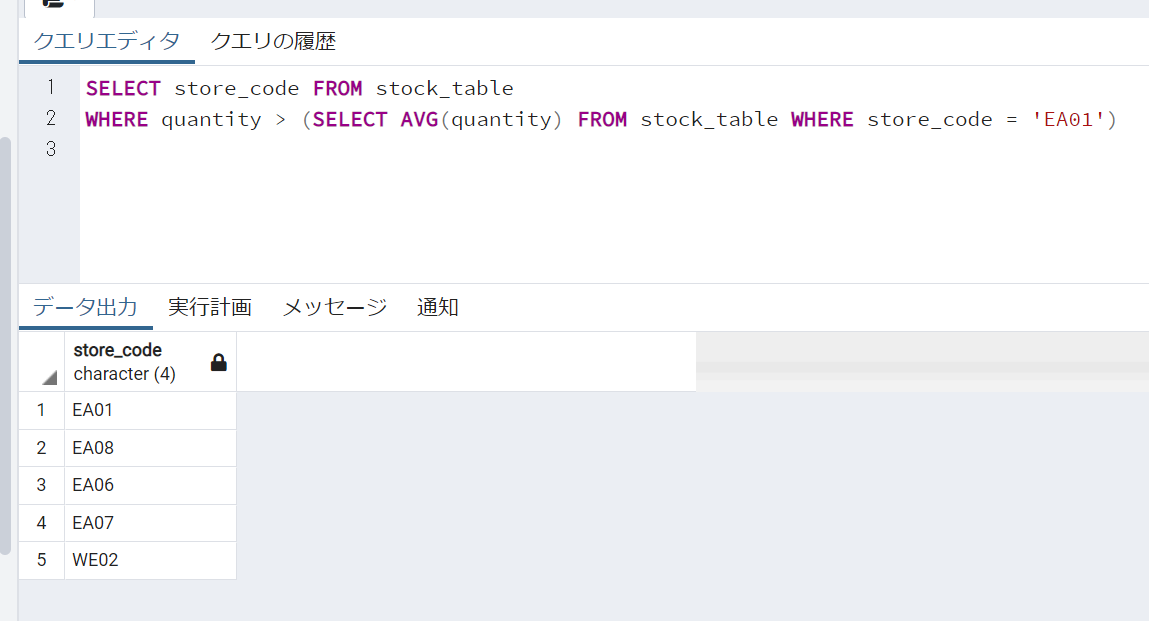 クエリエディタ クエリの履歴
1 SELECT store_code FROM stock_table
2 WHERE quantity > (SELECT AVG(quantity) FROM stock_table WHERE store_code = 'EA01')
3
データ出力 実行計画 メッセージ 通知
store_code
character (4)
1 EA01
2 EA08
3 EA06
4 EA07
5 WE02